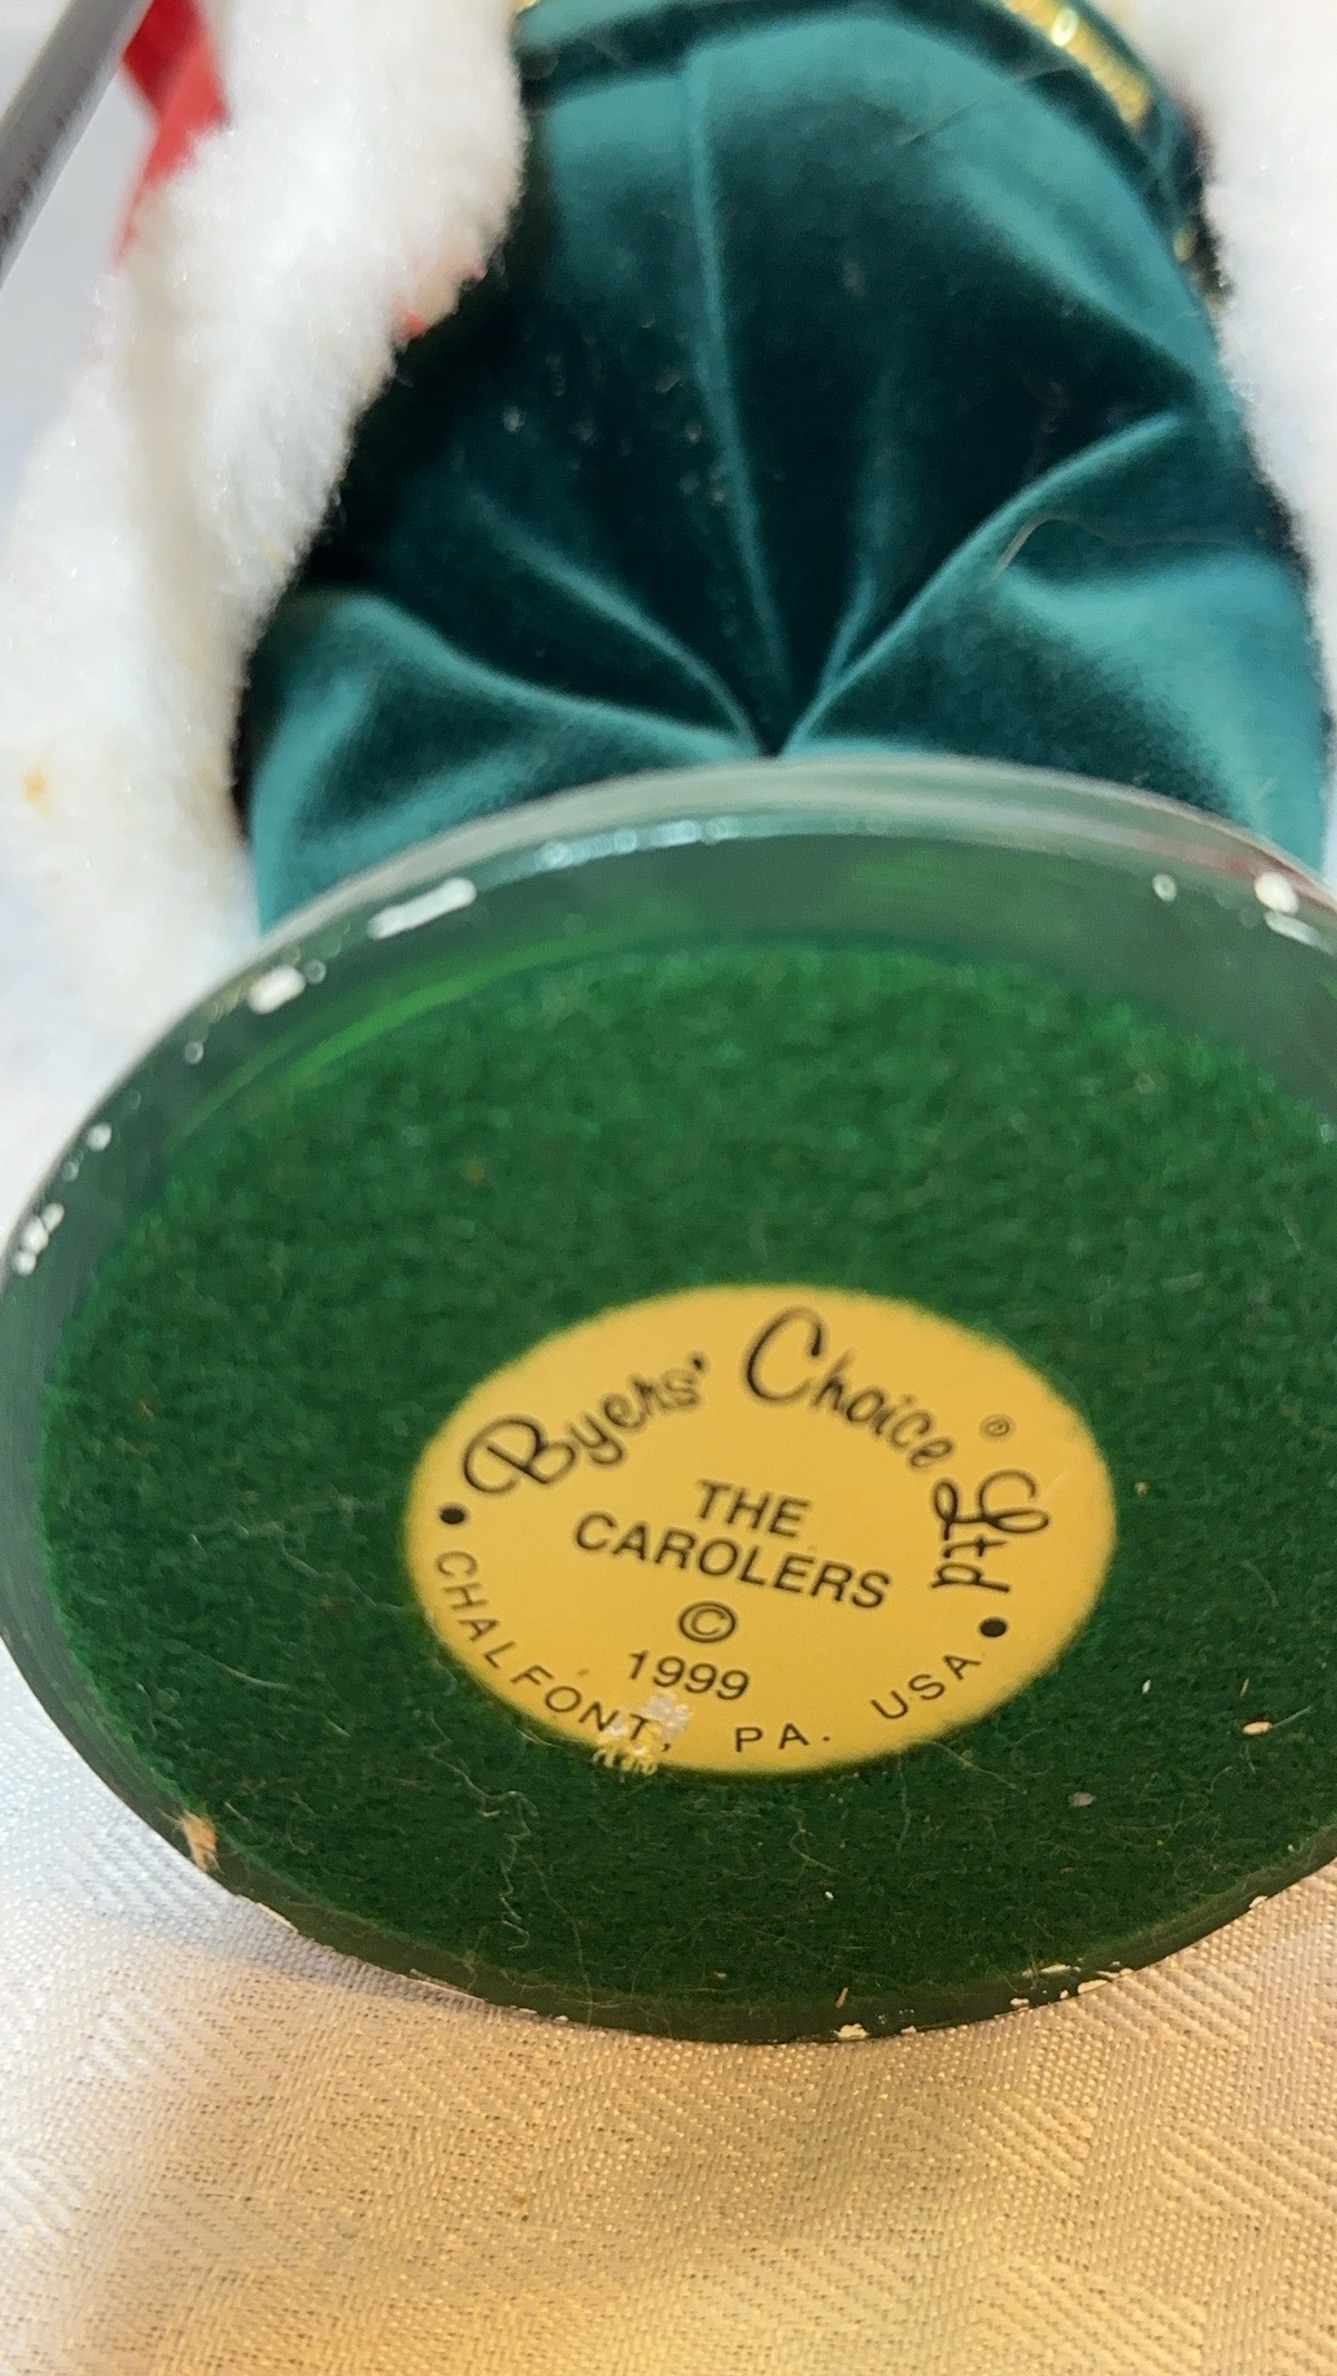 Byers' Choice Ltd
®
THE
CAROLERS
©
1999
• CHALFONT, PA. USA •